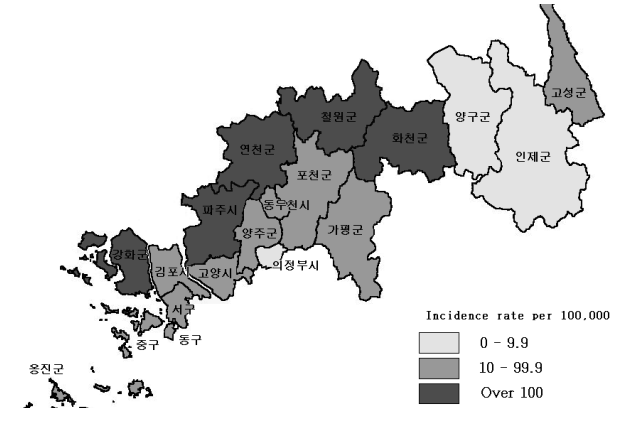 고성군
철원군
양구군
화천군
연천군
인제군
포천군
파주시
동두천시
양주군
가평군
강화군
의정부시
김포시
고양시
서구
중구
동구
옹진군
Incidence rate per 100,000
0 - 9.9
10 - 99.9
Over 100